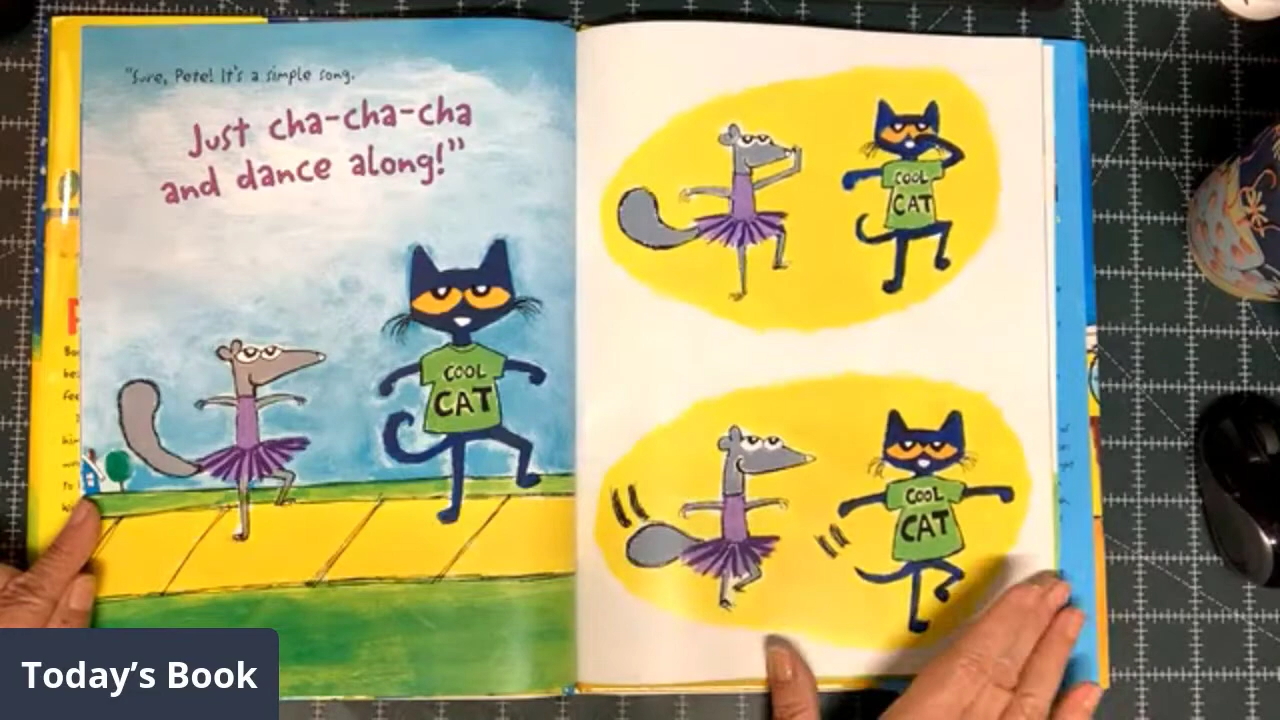 "Sure, Pete! It's a simple song.
Just cha-cha-cha
and dance along!"
COOL
CAT
COOL
CAT
COOL
CAT
Today's Book